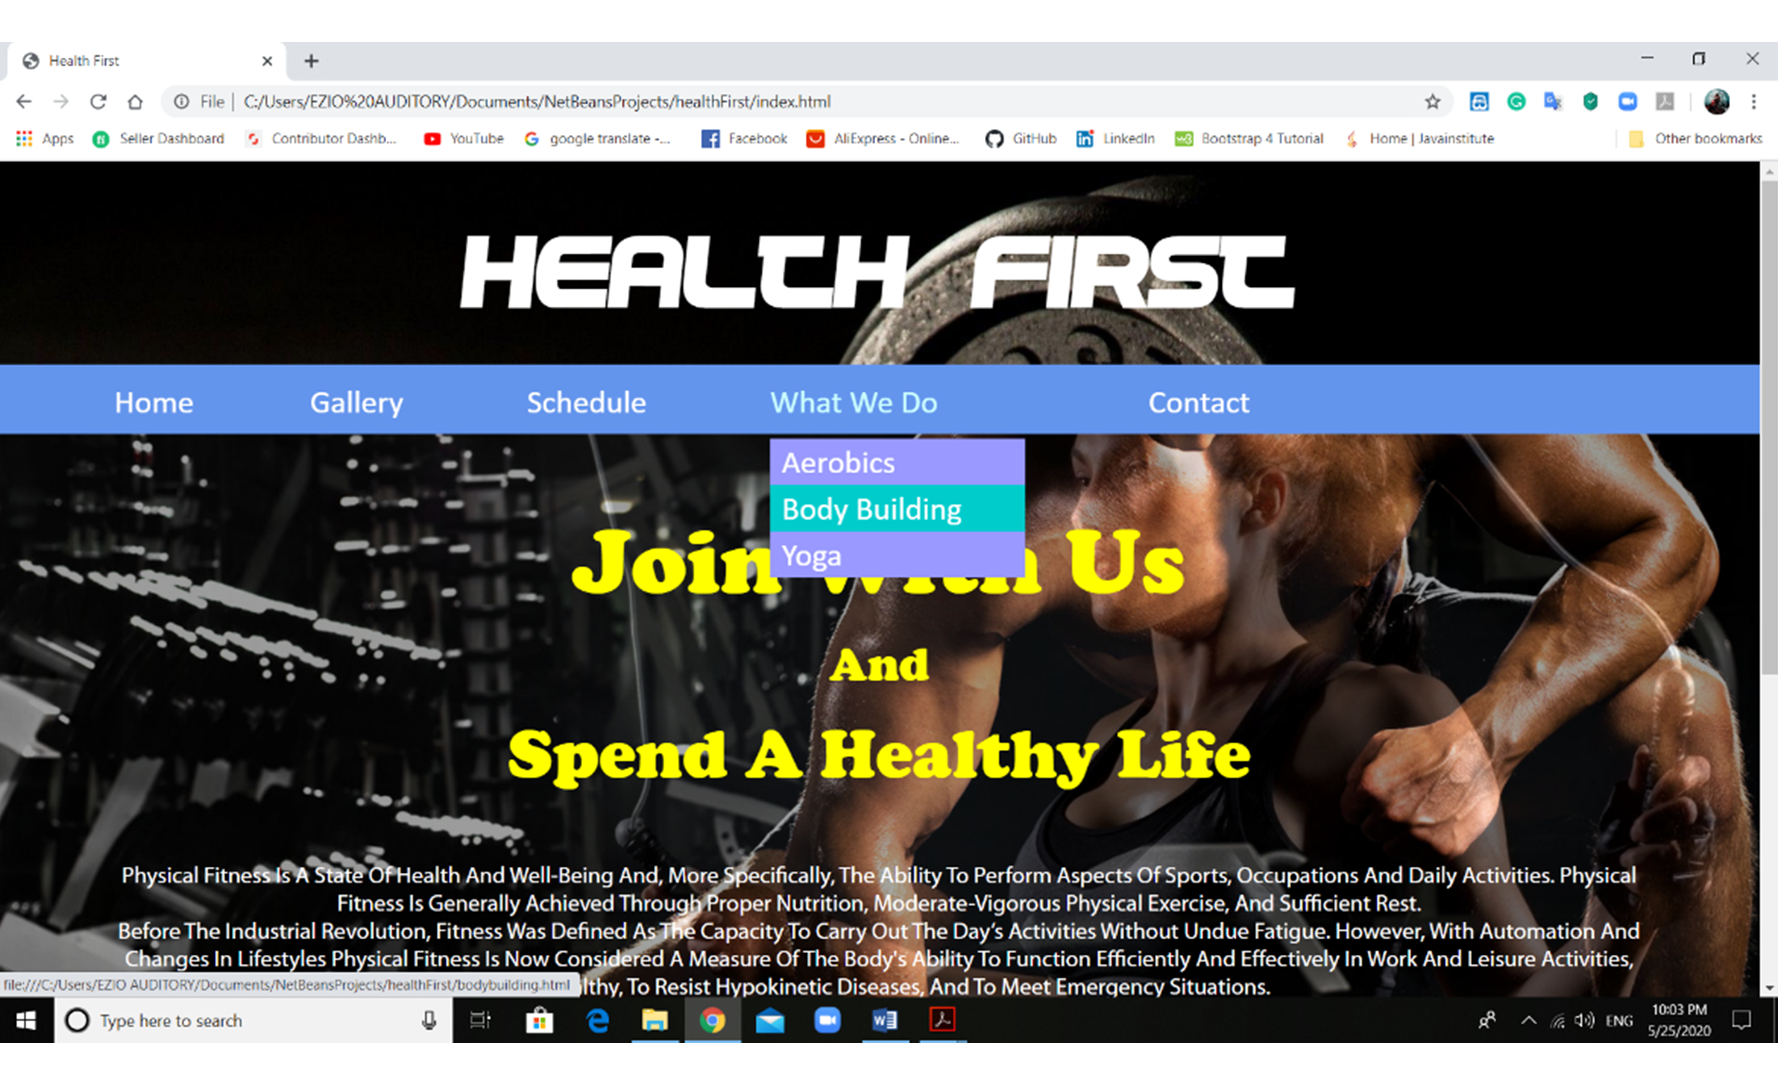 Health First
File | C:/Users/EZIO%20AUDITORY/Documents/NetBeansProjects/healthFirst/index.html
Apps Seller Dashboard Contributor Dashb... YouTube google translate -... Facebook AliExpress - Online... GitHub LinkedIn Bootstrap 4 Tutorial Home | Javainstitute Other bookmarks
HEALTH FIRST
Home Gallery Schedule What We Do Contact
Aerobics
Body Building
Yoga
Join With Us
And
Spend A Healthy Life
Physical Fitness Is A State Of Health And Well-Being And, More Specifically, The Ability To Perform Aspects Of Sports, Occupations And Daily Activities. Physical
Fitness Is Generally Achieved Through Proper Nutrition, Moderate-Vigorous Physical Exercise, And Sufficient Rest.
Before The Industrial Revolution, Fitness Was Defined As The Capacity To Carry Out The Day’s Activities Without Undue Fatigue. However, With Automation And
Changes In Lifestyles Physical Fitness Is Now Considered A Measure Of The Body's Ability To Function Efficiently And Effectively In Work And Leisure Activities,
lthy, To Resist Hypokinetic Diseases, And To Meet Emergency Situations.
file:///C:/Users/EZIO AUDITORY/Documents/NetBeansProjects/healthFirst/bodybuilding.html
Type here to search
ENG
10:03 PM
5/25/2020